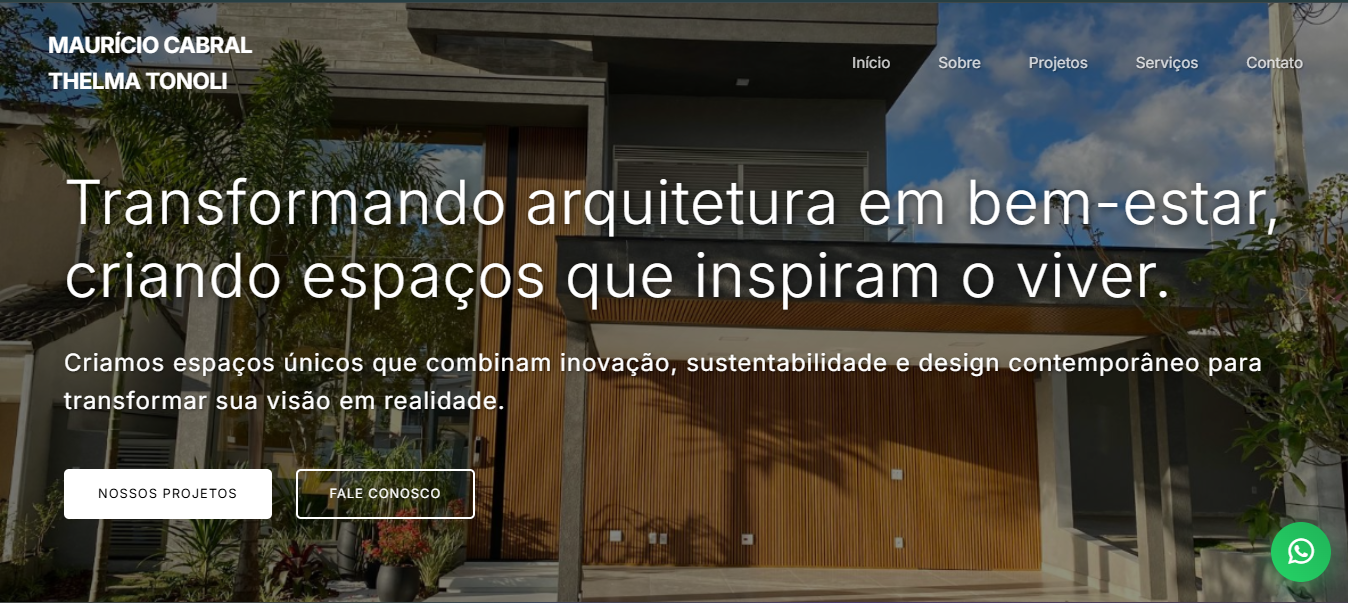 MAURÍCIO CABRAL
THELMA TONOLI
Início
Sobre
Projetos
Serviços
Contato
Transformando arquitetura em bem-estar,
criando espaços que inspiram o viver.
Criamos espaços únicos que combinam inovação, sustentabilidade e design contemporâneo para
transformar sua visão em realidade.
NOSSOS PROJETOS
FALE CONOSCO